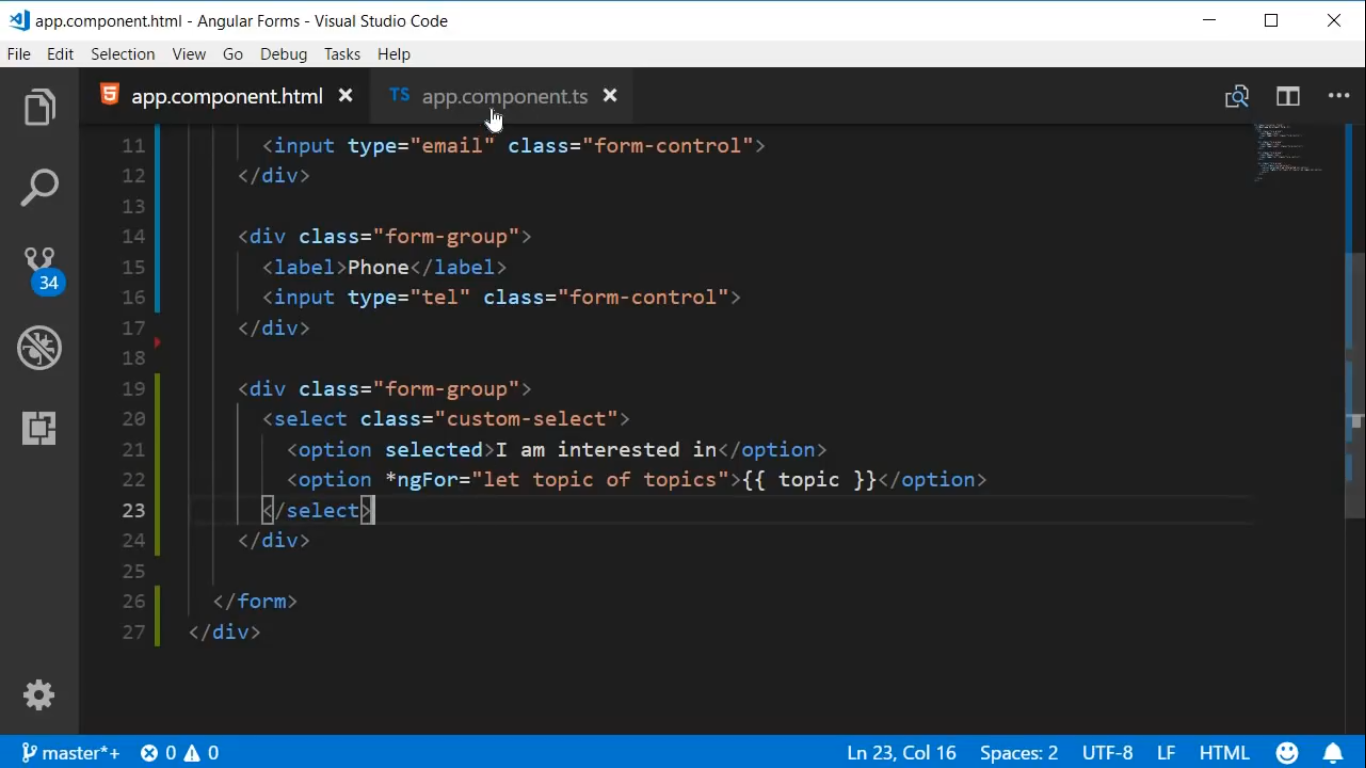 app.component.html - Angular Forms - Visual Studio Code
File Edit Selection View Go Debug Tasks Help
app.component.html TS app.component.ts
11 <input type="email" class="form-control">
12 </div>
13
14 <div class="form-group">
15 <label>Phone</label>
16 <input type="tel" class="form-control">
17 </div>
18
19 <div class="form-group">
20 <select class="custom-select">
21 <option selected>I am interested in</option>
22 <option *ngFor="let topic of topics">{{ topic }}</option>
23 </select>
24 </div>
25
26 </form>
27 </div>
34
master*+ 0 0 Ln 23, Col 16 Spaces: 2 UTF-8 LF HTML